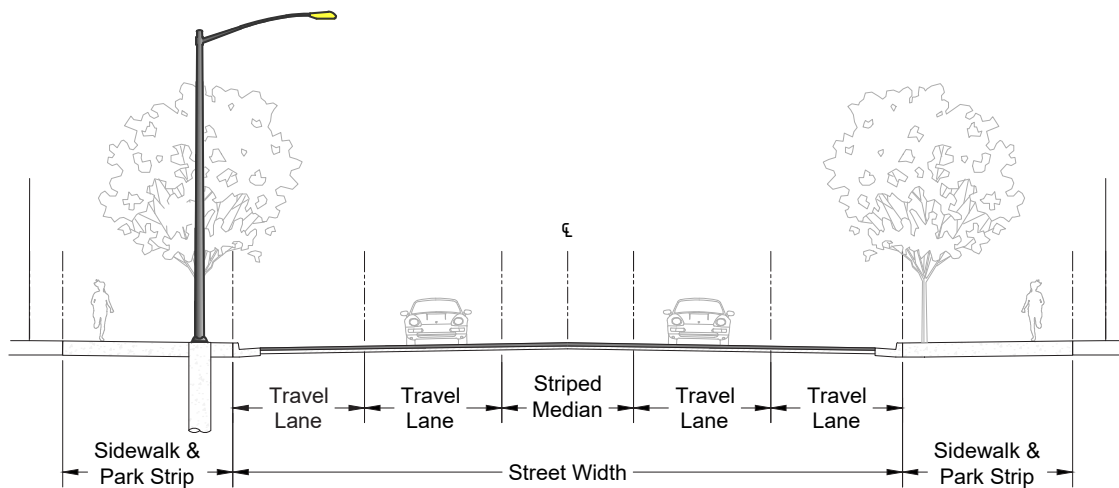 ℄
Travel
Lane
Travel
Lane
Striped
Median
Travel
Lane
Travel
Lane
Sidewalk &
Park Strip
Street Width
Sidewalk &
Park Strip